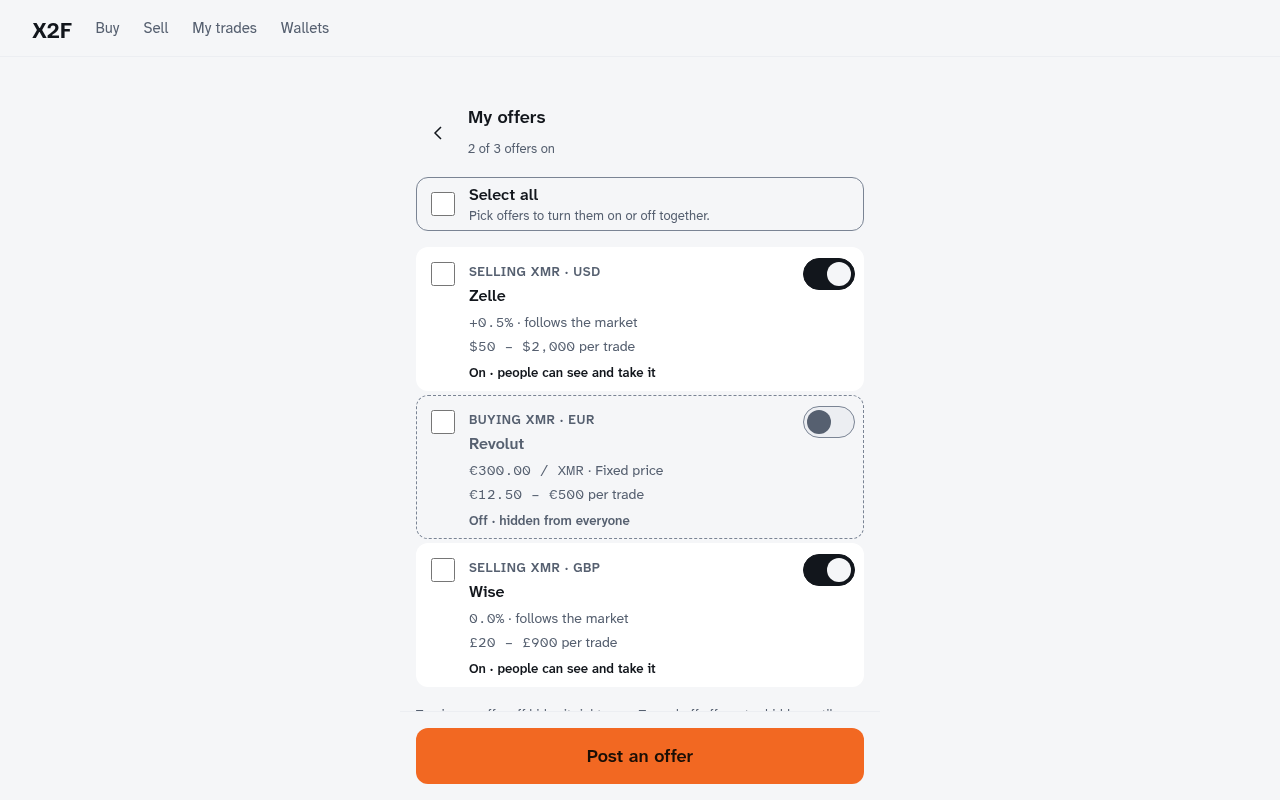 X2F Buy Sell My trades Wallets
My offers
2 of 3 offers on
Select all
Pick offers to turn them on or off together.
SELLING XMR · USD
Zelle
+0.5% · follows the market
$50 – $2,000 per trade
On · people can see and take it
BUYING XMR · EUR
Revolut
€300.00 / XMR · Fixed price
€12.50 – €500 per trade
Off · hidden from everyone
SELLING XMR · GBP
Wise
0.0% · follows the market
£20 – £900 per trade
On · people can see and take it
Post an offer